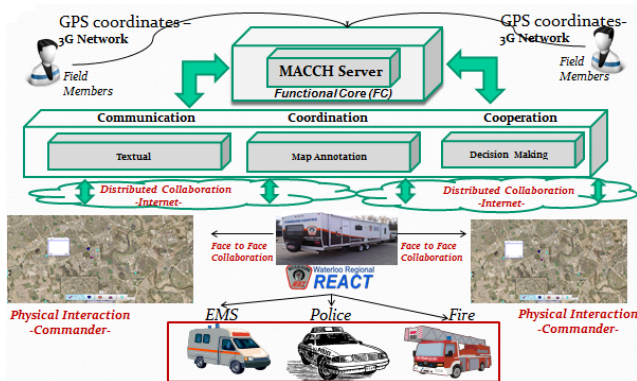 GPS coordinates –
3G Network
Field
Members
MACCH Server
Functional Core (FC)
GPS coordinates-
3G Network
Field
Members
Communication
Coordination
Cooperation
Textual
Map Annotation
Decision Making
Distributed Collaboration
-Internet-
Distributed Collaboration
-Internet-
Face to Face
Collaboration
Face to Face
Collaboration
Waterloo Regional
REACT
Physical Interaction
-Commander-
Physical Interaction
-Commander-
EMS
Police
Fire